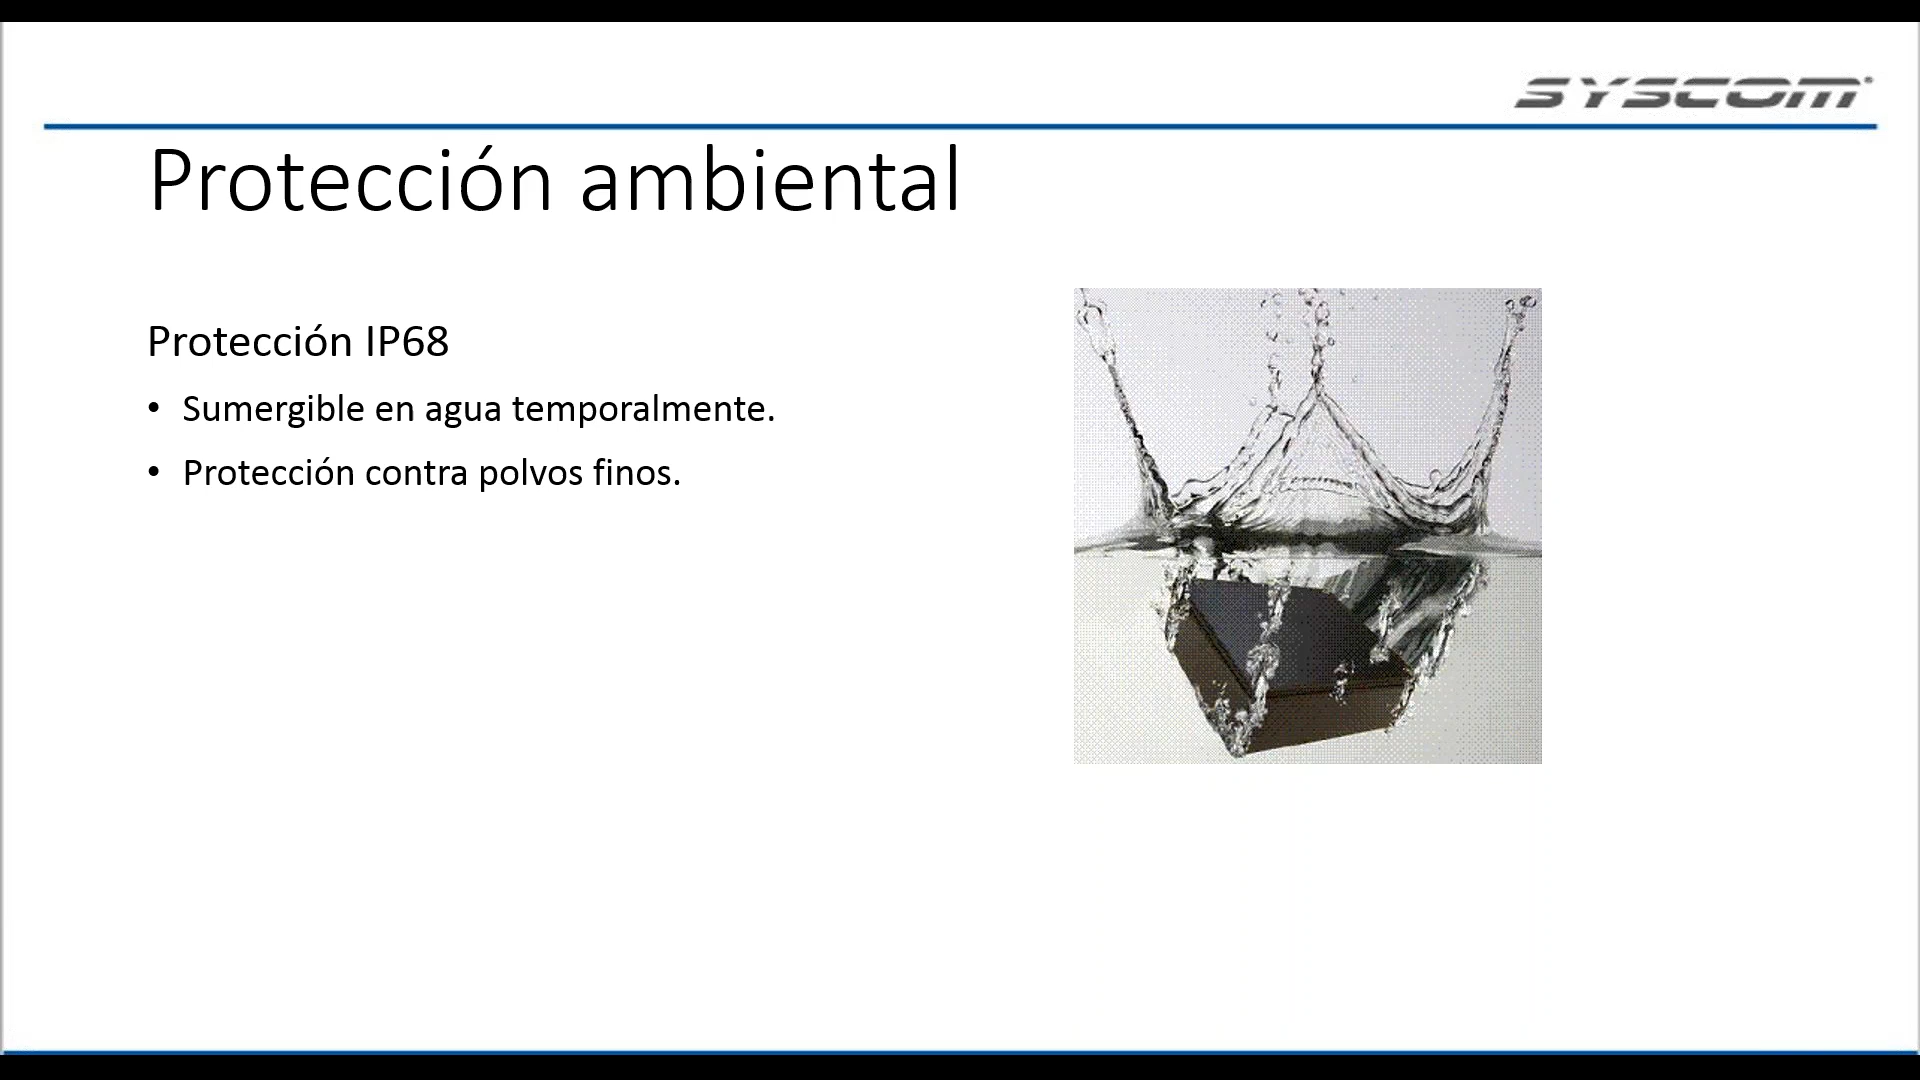 SYSCOM®
Protección ambiental
Protección IP68
• Sumergible en agua temporalmente.
• Protección contra polvos finos.